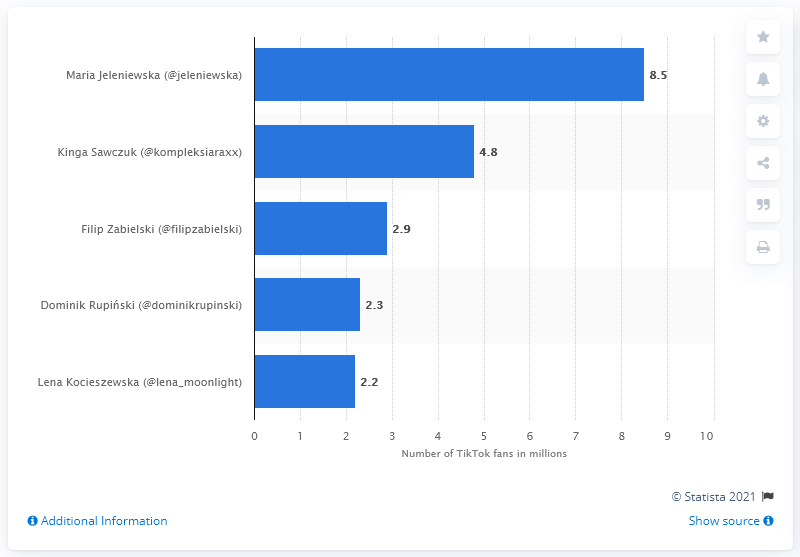 Maria Jeleniewska (@jeleniewska)
8.5
Kinga Sawczuk (@kompleksiaraxx)
4.8
Filip Zabielski (@filipzabielski)
2.9
Dominik Rupiński (@dominikrupinski)
2.3
Lena Kocieszewska (@lena_moonlight)
2.2
0 1 2 3 4 5 6 7 8 9 10
Number of TikTok fans in millions
© Statista 2021
Additional Information
Show source